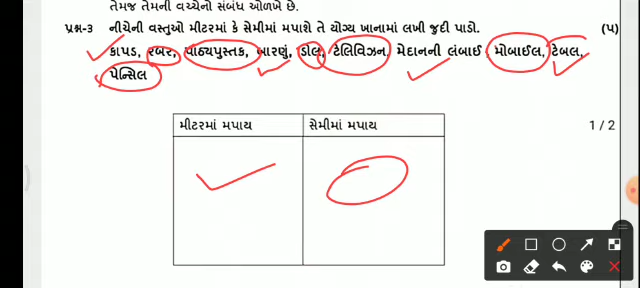 તેમજ તેમની વચ્ચેનો સંબંધ ઓળખે છે.
પ્રશ્ન-૩ નીચેની વસ્તુઓ મીટરમાં કે સેમીમાં મપાશે તે યોગ્ય ખાનામાં લખી જુદી પાડો. (૫)
કાપડ, રબર, પાઠ્યપુસ્તક, બારણું, ડોલ, ટેલિવિઝન, મેદાનની લંબાઈ, મોબાઈલ, ટેબલ,
પેન્સિલ
મીટરમાં મપાય સેમીમાં મપાય
1 / 2